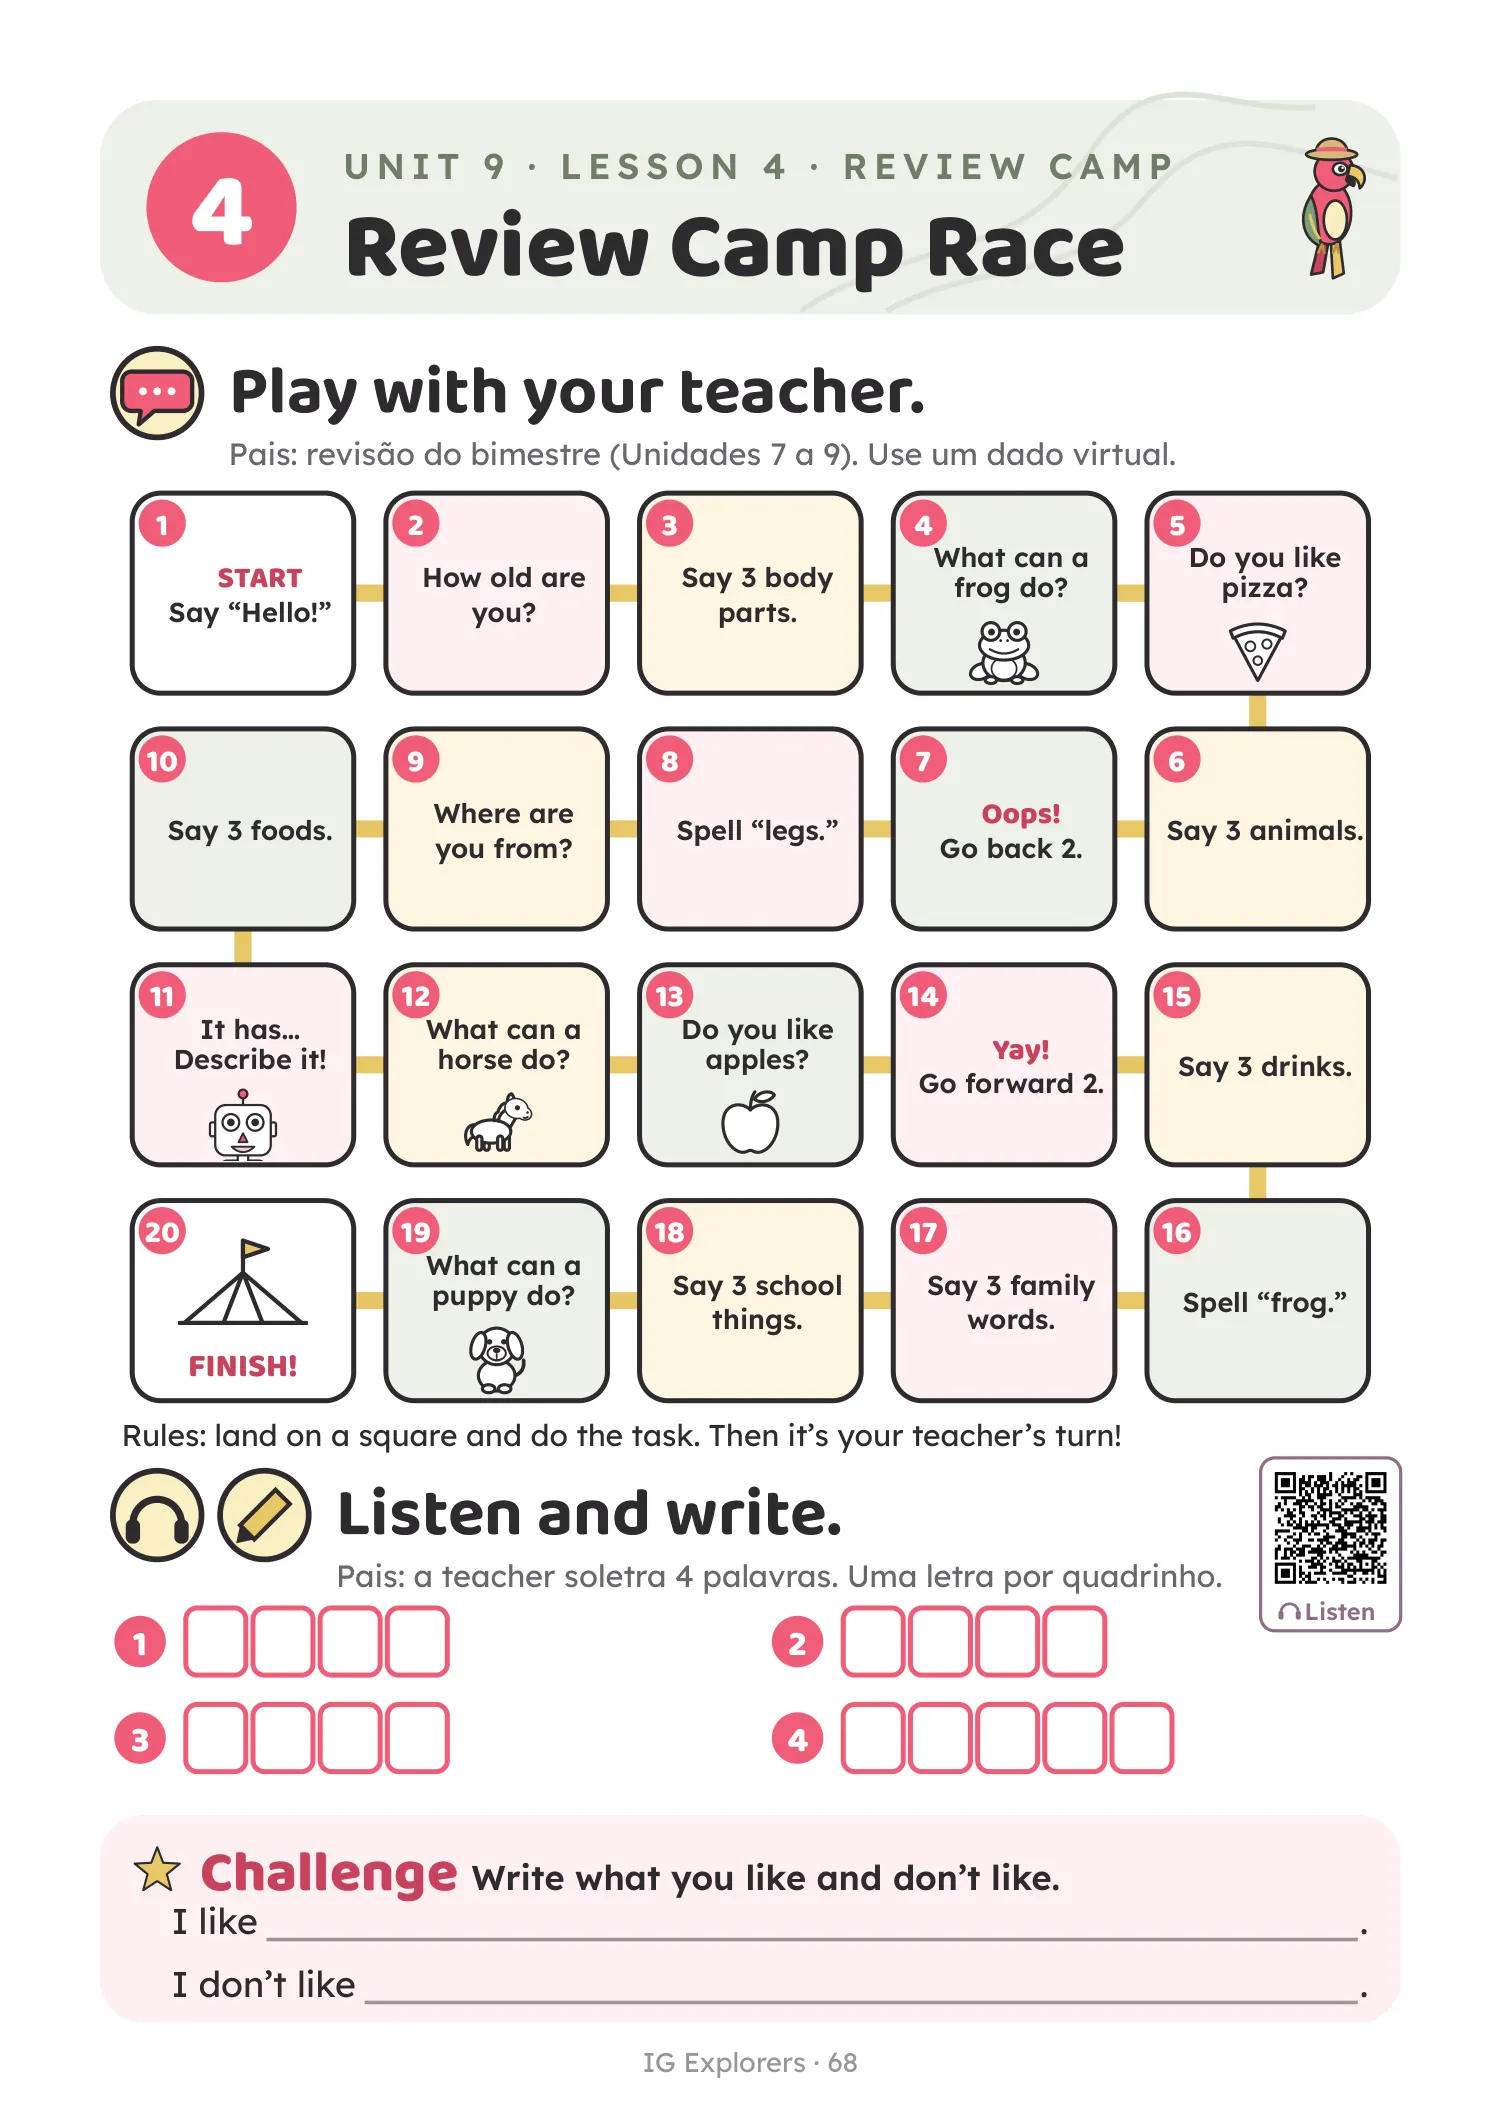 4
UNIT 9 · LESSON 4 · REVIEW CAMP
Review Camp Race
Play with your teacher.
Pais: revisão do bimestre (Unidades 7 a 9). Use um dado virtual.
1
START
Say “Hello!”
2
How old are
you?
3
Say 3 body
parts.
4
What can a
frog do?
5
Do you like
pizza?
10
Say 3 foods.
9
Where are
you from?
8
Spell “legs.”
7
Oops!
Go back 2.
6
Say 3 animals.
11
It has...
Describe it!
12
What can a
horse do?
13
Do you like
apples?
14
Yay!
Go forward 2.
15
Say 3 drinks.
20
FINISH!
19
What can a
puppy do?
18
Say 3 school
things.
17
Say 3 family
words.
16
Spell “frog.”
Rules: land on a square and do the task. Then it’s your teacher’s turn!
Listen and write.
Pais: a teacher soletra 4 palavras. Uma letra por quadrinho.
Listen
1
2
3
4
Challenge Write what you like and don’t like.
I like ______.
I don’t like ______.
IG Explorers · 68